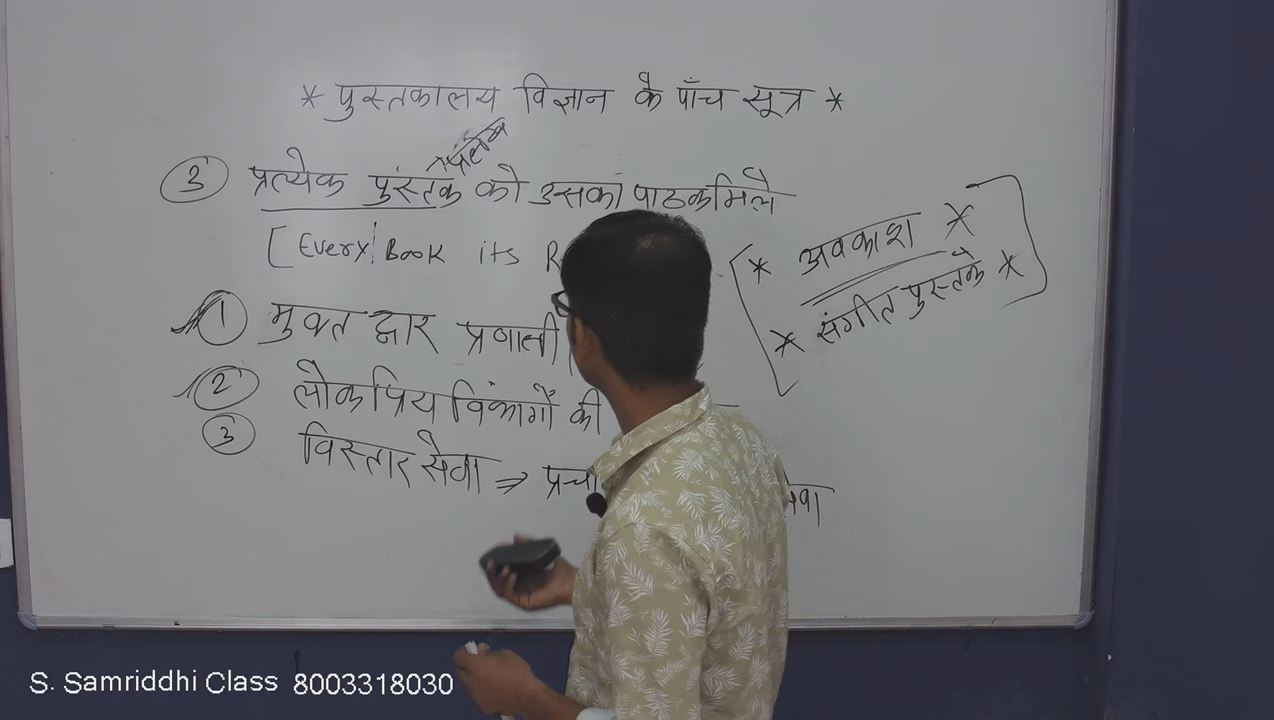 * पुस्तकालय विज्ञान के पाँच सूत्र *
प्रलेख
③ प्रत्येक पुस्तक को उसका पाठक मिले
[Every Book its R
① मुक्त द्वार प्रणाली
② लोकप्रिय विभागों की
③ विस्तार सेवा ⇒ प्रचा
* अवकाश *
* संगीत पुस्तकें *
S. Samriddhi Class 8003318030